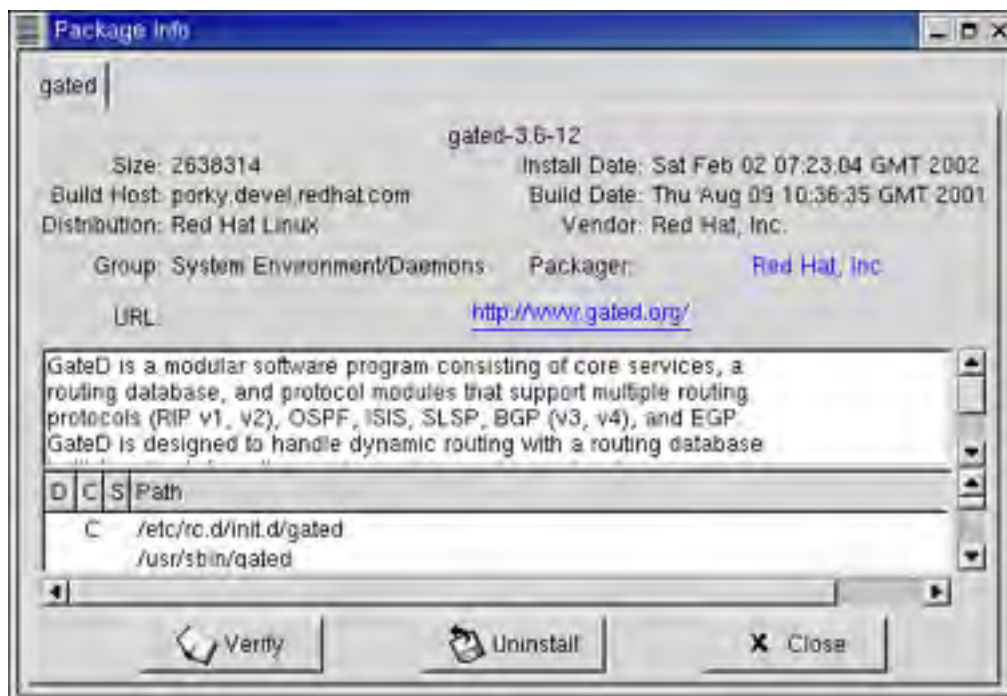 Package Info
gated
gated-3.6-12
Size: 2638314 Install Date: Sat Feb 02 07:23:04 GMT 2002
Build Host: porky.devel.redhat.com Build Date: Thu Aug 09 10:36:35 GMT 2001
Distribution: Red Hat Linux Vendor: Red Hat, Inc.
Group: System Environment/Daemons Packager: Red Hat, Inc
URL: http://www.gated.org/
GateD is a modular software program consisting of core services, a
routing database, and protocol modules that support multiple routing
protocols (RIP v1, v2), OSPF, ISIS, SLSP, BGP (v3, v4), and EGP.
GateD is designed to handle dynamic routing with a routing database
D C S Path
C /etc/rc.d/init.d/gated
/usr/sbin/gated
Verify Uninstall Close